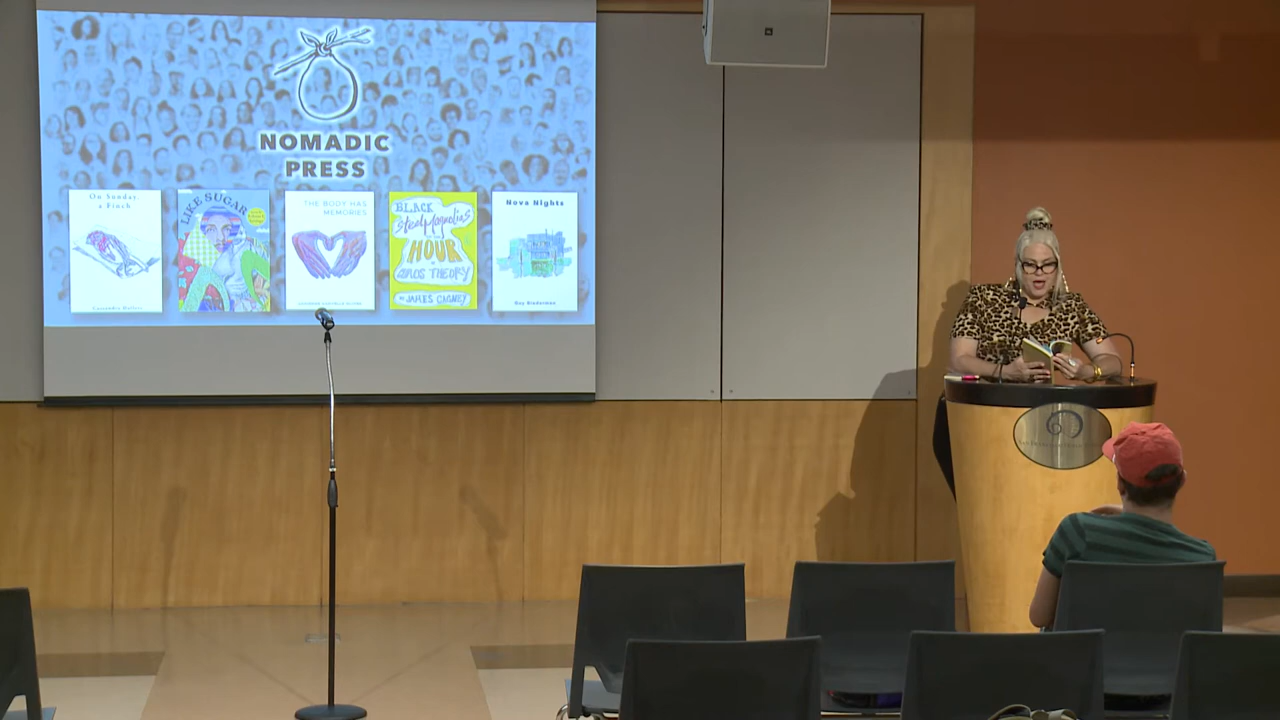 NOMADIC
PRESS
On Sunday,
a Finch
LIKE SUGAR
THE BODY HAS
MEMORIES
BLACK
Steel Magnolias
HOUR
THEORY
by JAMES CAGNEY
Nova Nights